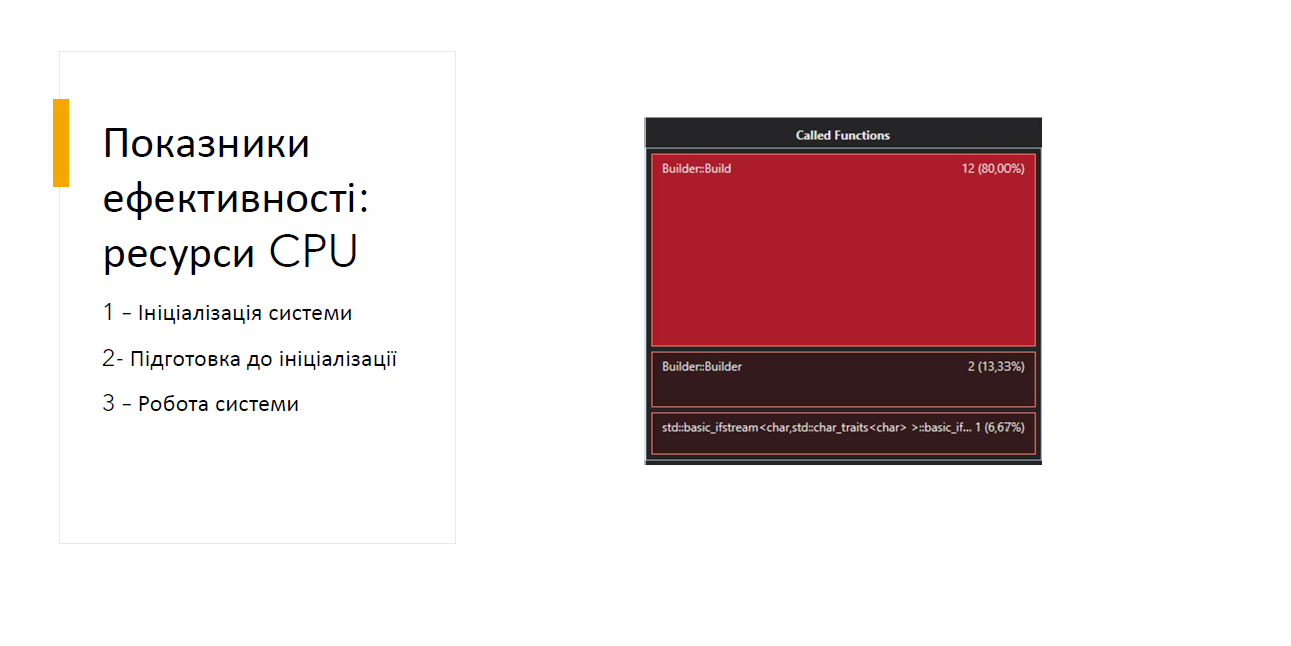 Показники
ефективності:
ресурси CPU
1 – Ініціалізація системи
2- Підготовка до ініціалізації
3 – Робота системи
Called Functions
Builder::Build 12 (80,00%)
Builder::Builder 2 (13,33%)
std::basic_ifstream<char,std::char_traits<char> >::basic_if... 1 (6,67%)